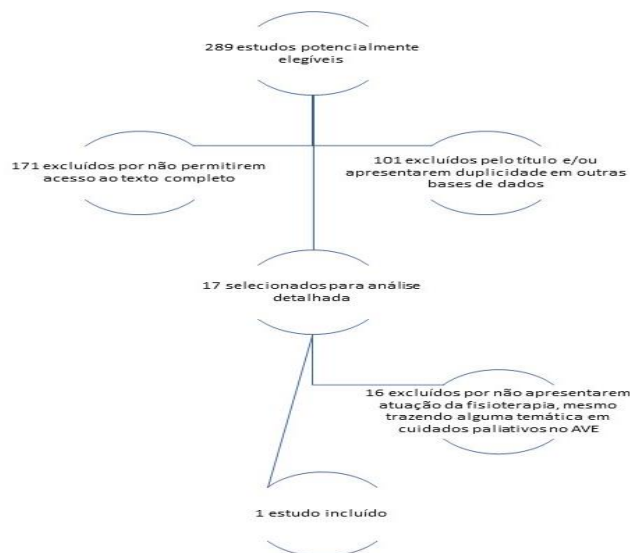 289 estudos potencialmente
elegíveis
171 excluídos por não permitirem
acesso ao texto completo
101 excluídos pelo título e/ou
apresentarem duplicidade em outras
bases de dados
17 selecionados para análise
detalhada
16 excluídos por não apresentarem
atuação da fisioterapia, mesmo
trazendo alguma temática em
cuidados paliativos no AVE
1 estudo incluído